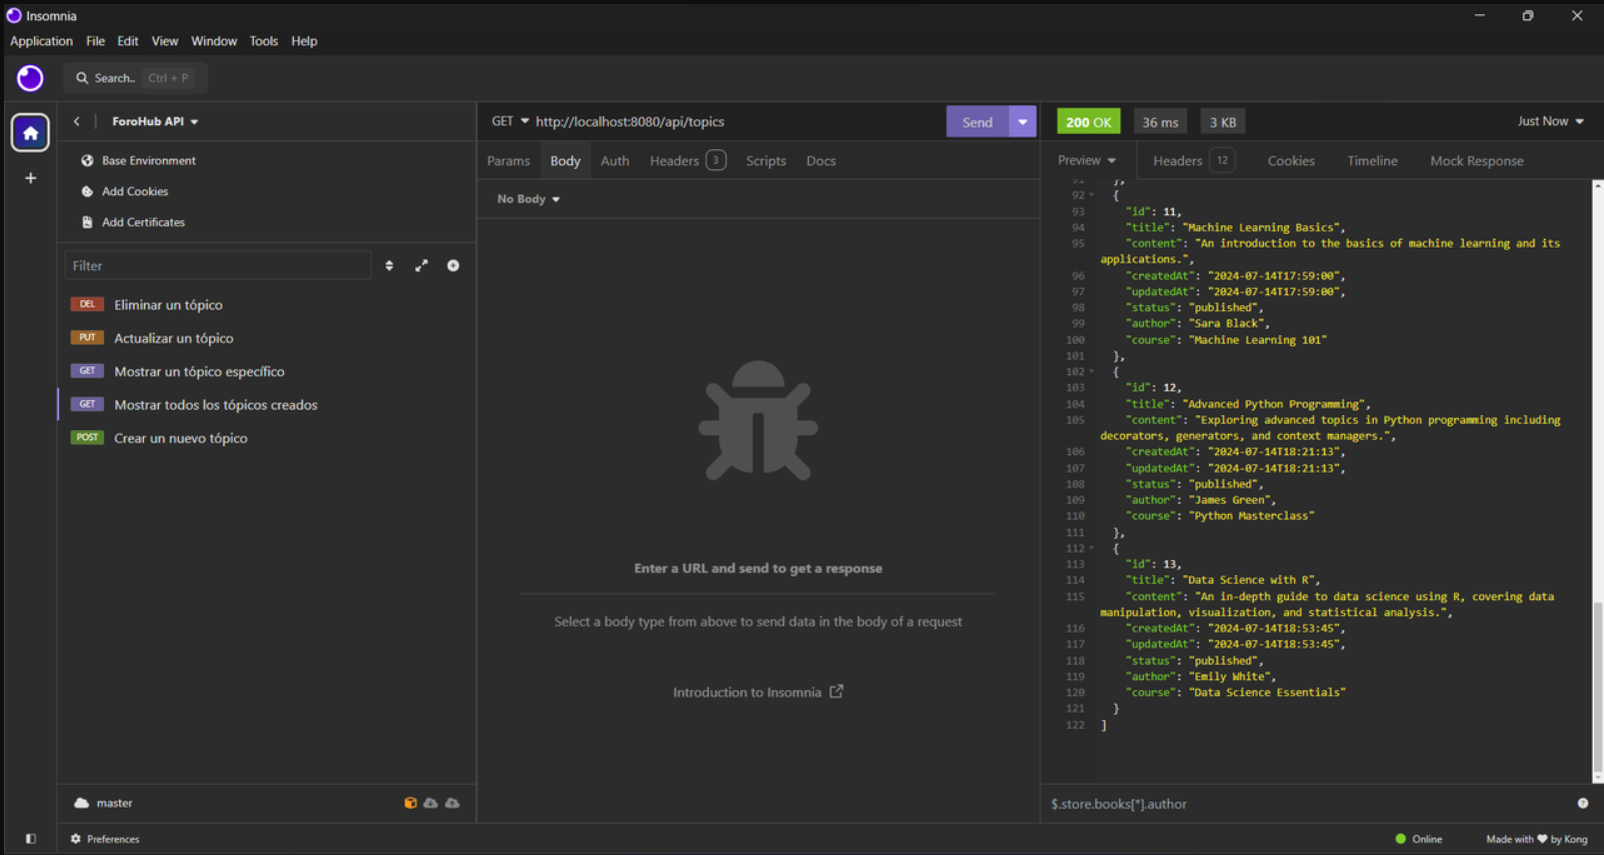 Insomnia
Application File Edit View Window Tools Help
Search.. Ctrl + P
ForoHub API
Base Environment
Add Cookies
Add Certificates
Filter
DEL Eliminar un tópico
PUT Actualizar un tópico
GET Mostrar un tópico específico
GET Mostrar todos los tópicos creados
POST Crear un nuevo tópico
master
Preferences
GET http://localhost:8080/api/topics Send
Params Body Auth Headers 3 Scripts Docs
No Body
Enter a URL and send to get a response
Select a body type from above to send data in the body of a request
Introduction to Insomnia
200 OK 36 ms 3 KB Just Now
Preview Headers 12 Cookies Timeline Mock Response
91 },
92 {
93 "id": 11,
94 "title": "Machine Learning Basics",
95 "content": "An introduction to the basics of machine learning and its
applications.",
96 "createdAt": "2024-07-14T17:59:00",
97 "updatedAt": "2024-07-14T17:59:00",
98 "status": "published",
99 "author": "Sara Black",
100 "course": "Machine Learning 101"
101 },
102 {
103 "id": 12,
104 "title": "Advanced Python Programming",
105 "content": "Exploring advanced topics in Python programming including
decorators, generators, and context managers.",
106 "createdAt": "2024-07-14T18:21:13",
107 "updatedAt": "2024-07-14T18:21:13",
108 "status": "published",
109 "author": "James Green",
110 "course": "Python Masterclass"
111 },
112 {
113 "id": 13,
114 "title": "Data Science with R",
115 "content": "An in-depth guide to data science using R, covering data
manipulation, visualization, and statistical analysis.",
116 "createdAt": "2024-07-14T18:53:45",
117 "updatedAt": "2024-07-14T18:53:45",
118 "status": "published",
119 "author": "Emily White",
120 "course": "Data Science Essentials"
121 }
122 ]
$.store.books[*].author
Online Made with ♥ by Kong